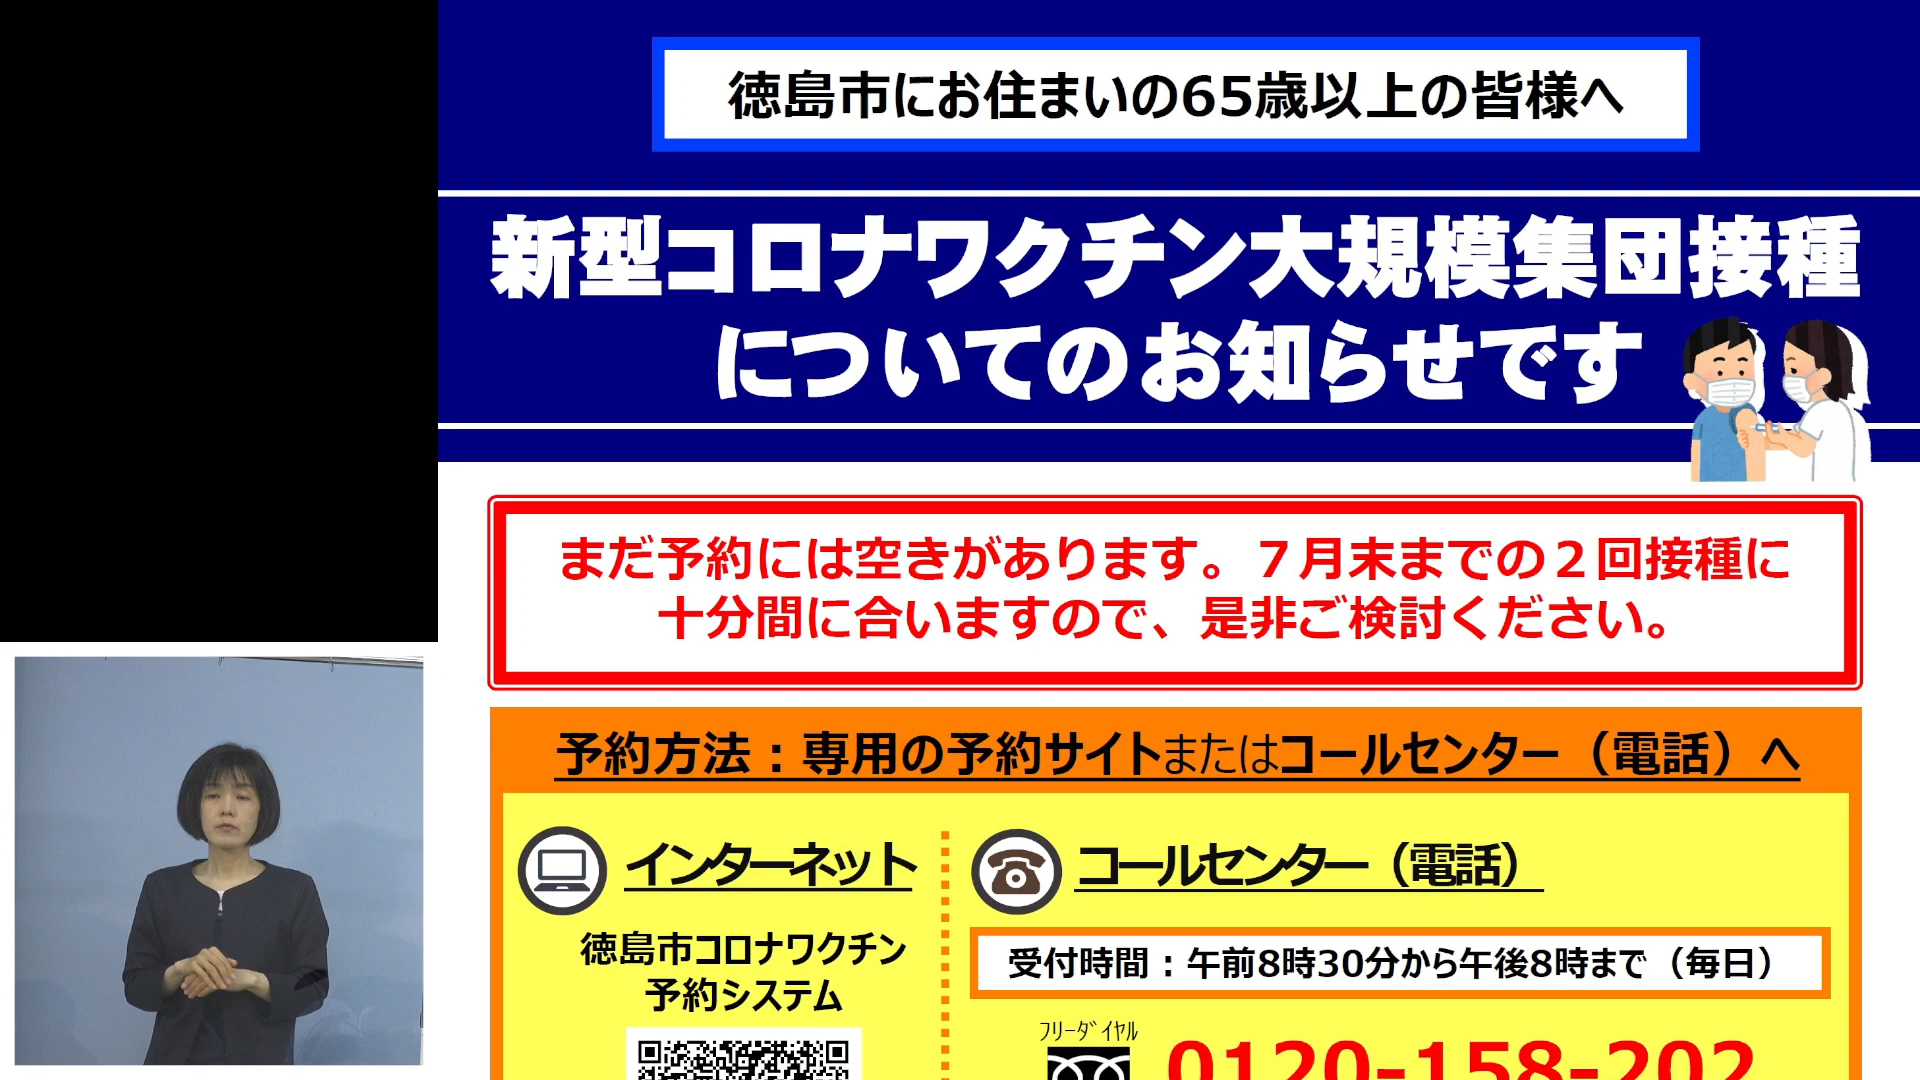 徳島市にお住まいの65歳以上の皆様へ
新型コロナワクチン大規模集団接種
についてのお知らせです
まだ予約には空きがあります。７月末までの２回接種に
十分間に合いますので、是非ご検討ください。
予約方法：専用の予約サイトまたはコールセンター（電話）へ
インターネット
徳島市コロナワクチン
予約システム
コールセンター（電話）
受付時間：午前8時30分から午後8時まで（毎日）
ﾌﾘｰﾀﾞｲﾔﾙ
0120-158-202